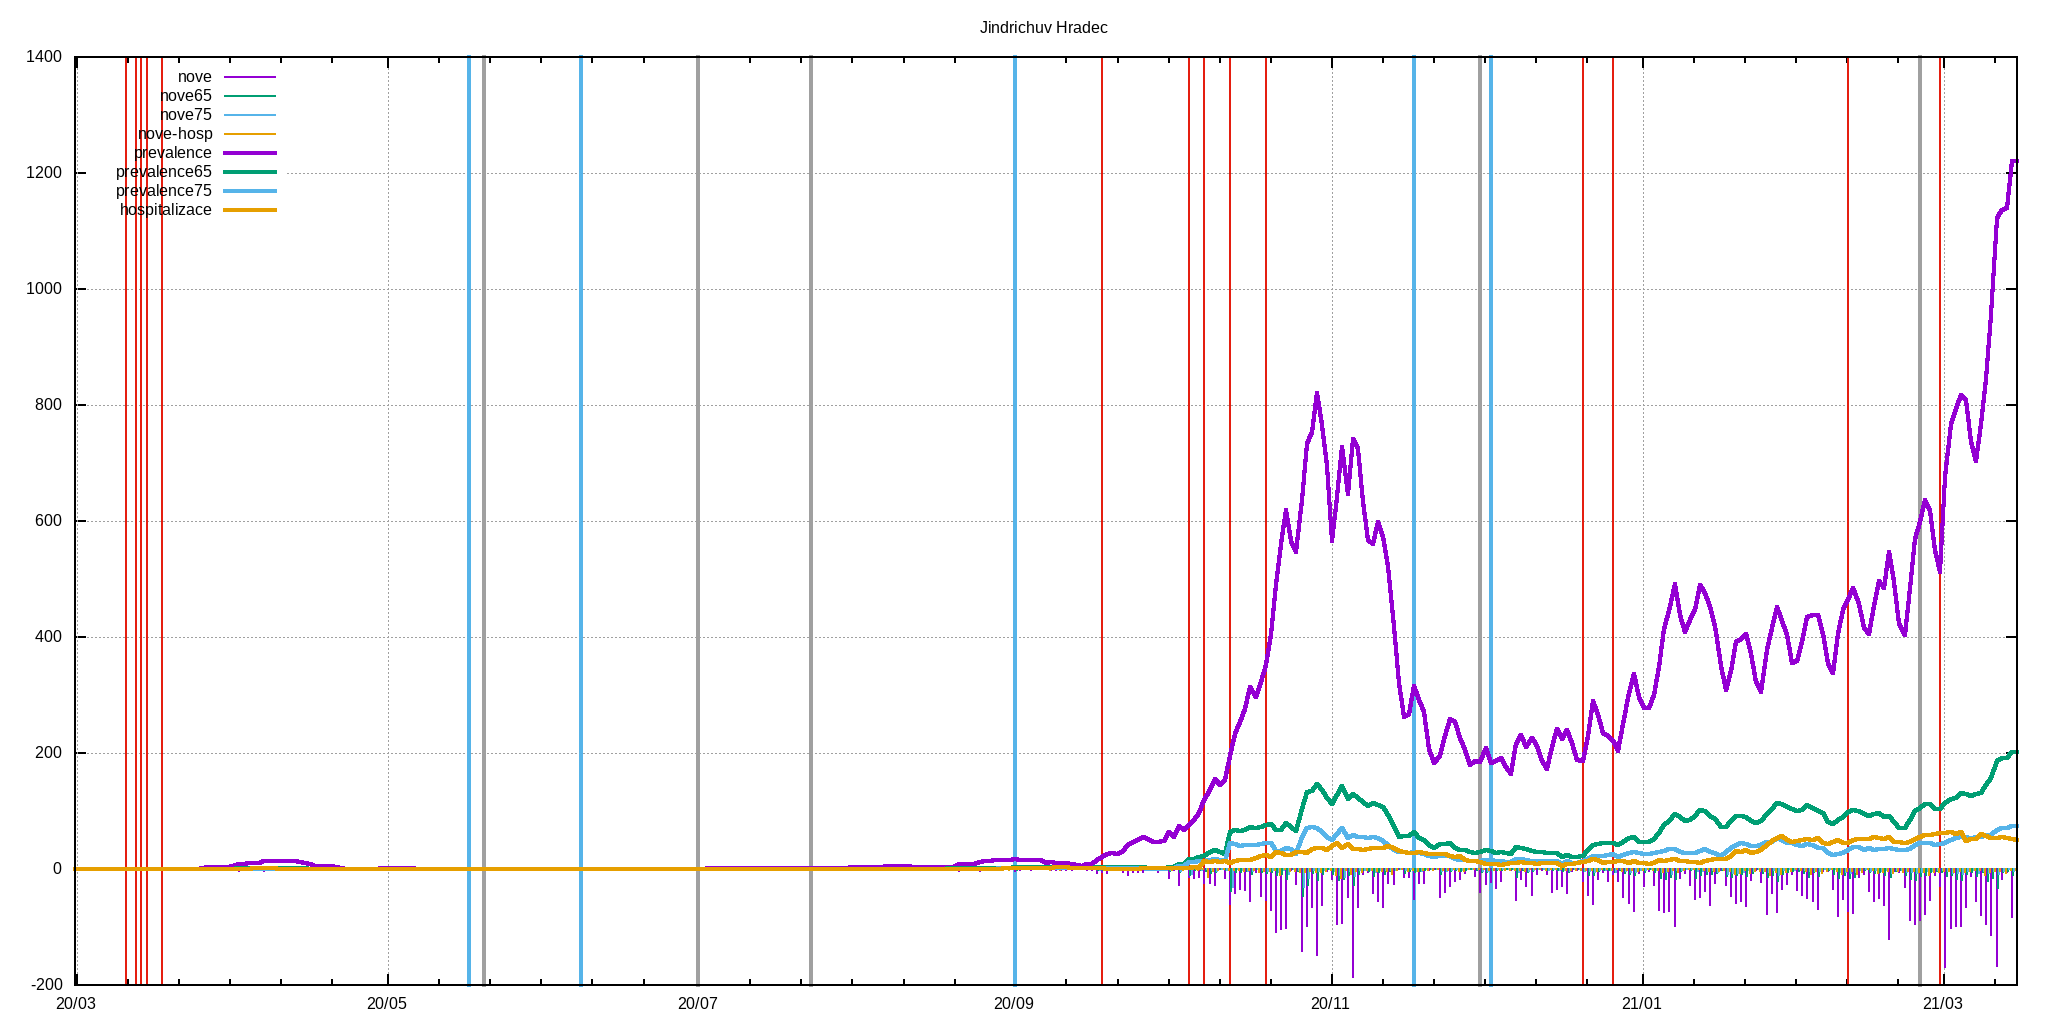 Jindrichuv Hradec
1400
1200
1000
800
600
400
200
0
-200
nove
nove65
nove75
nove-hosp
prevalence
prevalence65
prevalence75
hospitalizace
20/03 20/05 20/07 20/09 20/11 21/01 21/03